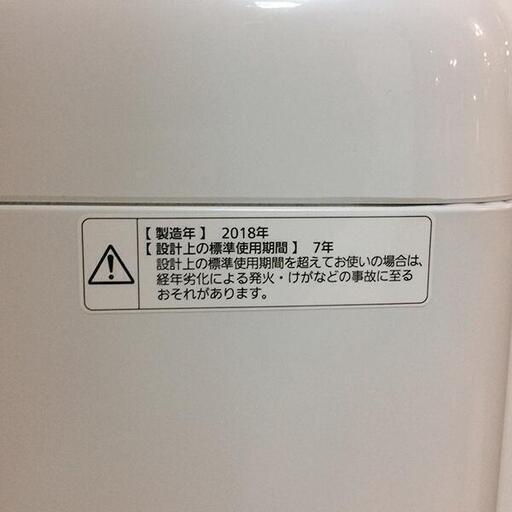 【 製造年 】 2018年
【 設計上の標準使用期間 】 7年
設計上の標準使用期間を超えてお使いの場合は、
経年劣化による発火・けがなどの事故に至る
おそれがあります。